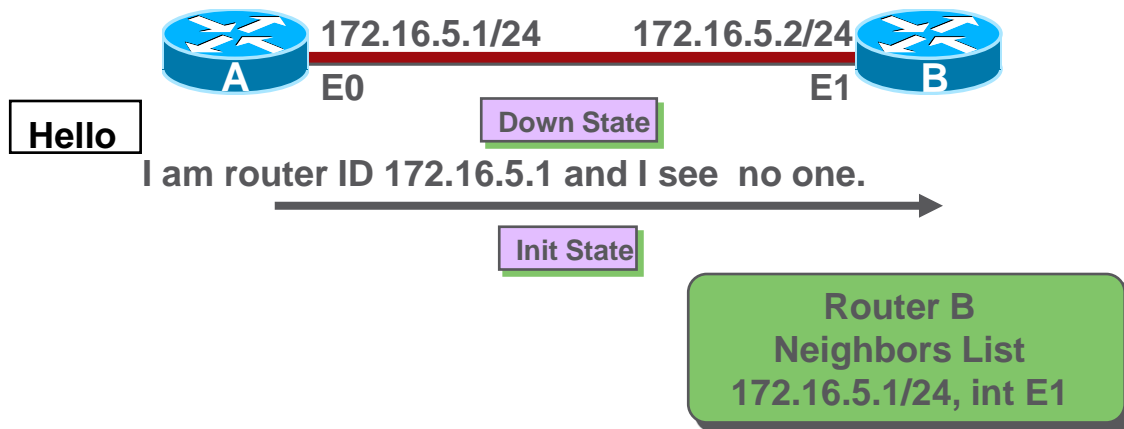 172.16.5.1/24 172.16.5.2/24
A B
E0 E1
Down State
Hello
I am router ID 172.16.5.1 and I see no one.
Init State
Router B
Neighbors List
172.16.5.1/24, int E1